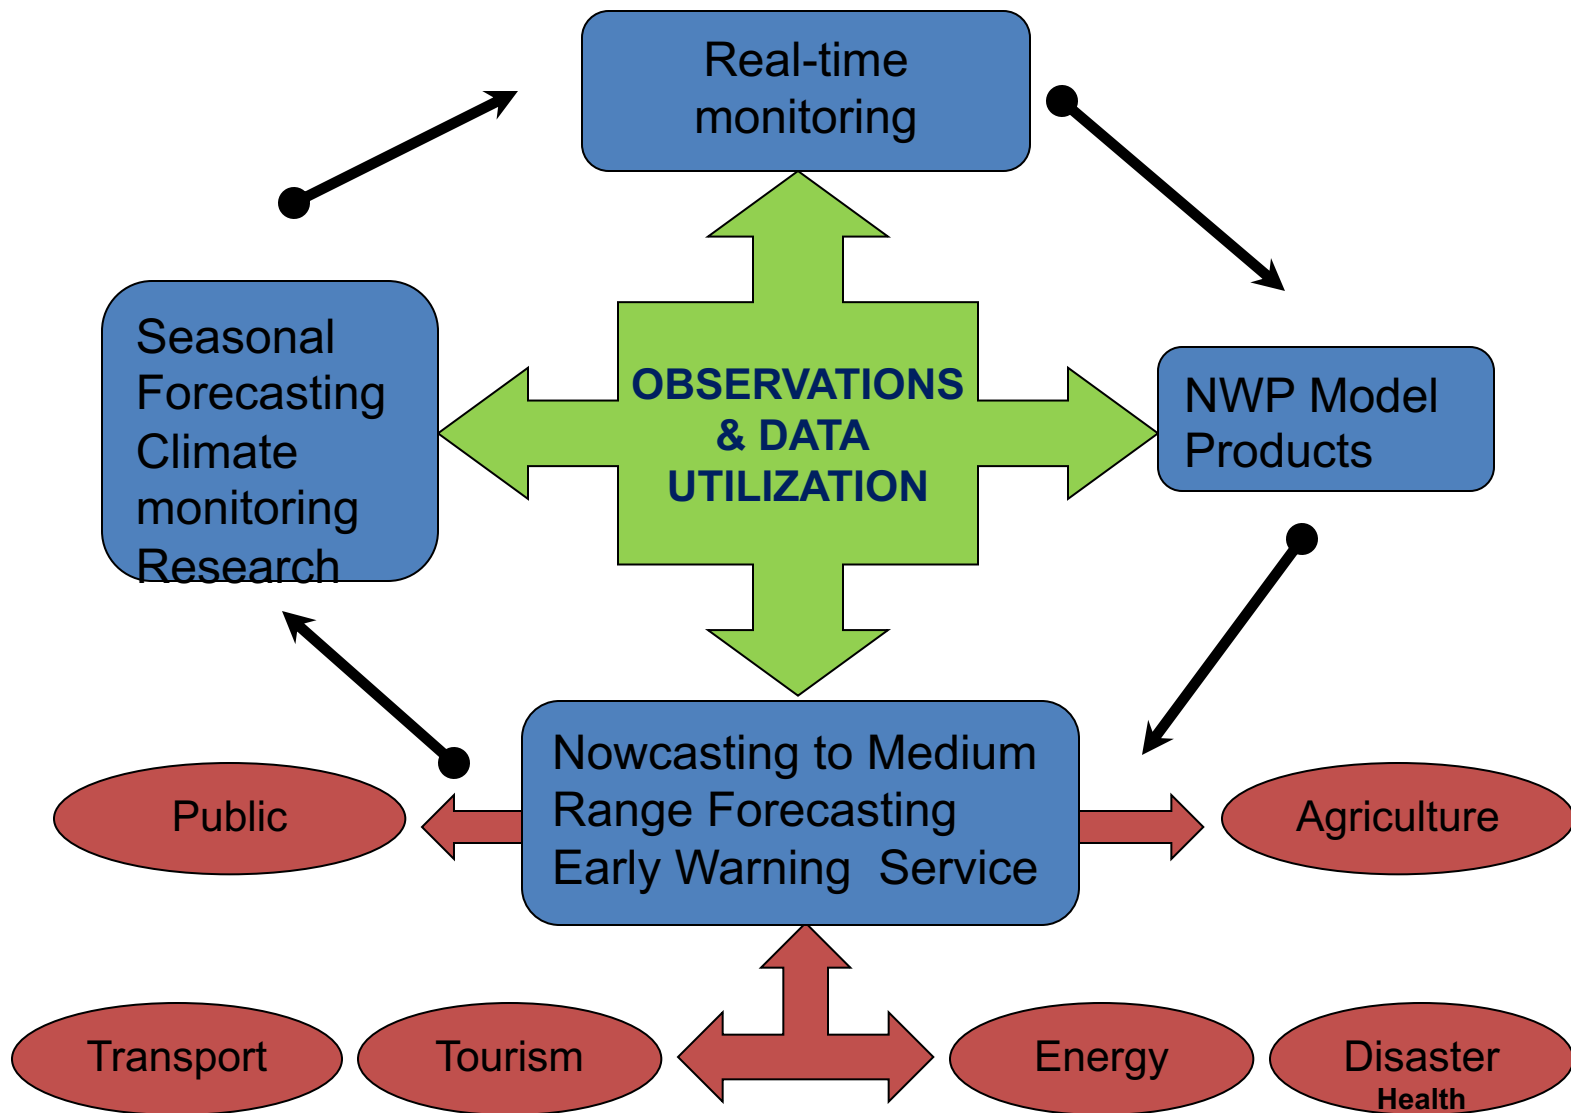 Real-time
monitoring
Seasonal
Forecasting
Climate
monitoring
Research
OBSERVATIONS
& DATA
UTILIZATION
NWP Model
Products
Nowcasting to Medium
Range Forecasting
Early Warning  Service
Public
Agriculture
Transport
Tourism
Energy
Disaster
Health